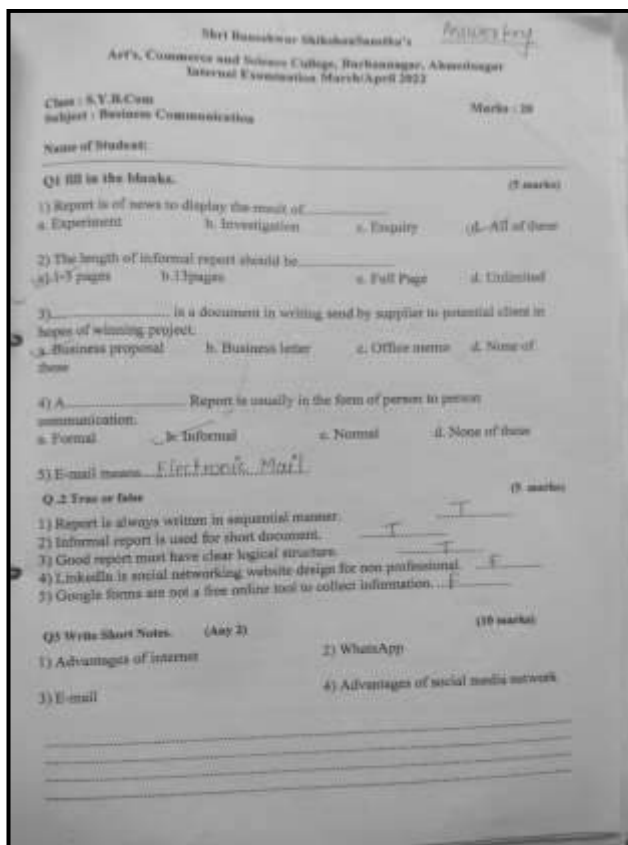 Shri Baneshwar ShikshanSanstha's Answer key
Art's, Commerce and Science College, Burhannagar, Ahmednagar
Internal Examination March/April 2022
Class : S.Y.B.Com
Marks : 20
Subject : Business Communication
Name of Student:
Q1 fill in the blanks. (5 marks)
1) Report is of news to display the result of
a. Experiment b. Investigation c. Enquiry d. All of these
2) The length of informal report should be
a) 1-5 pages b.13pages c. Full Page d. Unlimited
3) is a document in writing send by supplier to potential client in
hopes of winning project.
a. Business proposal b. Business letter c. Office memo d. None of
these
4) A Report is usually in the form of person to person
communication.
a. Formal b. Informal c. Normal d. None of these
5) E-mail means Electronic Mail
Q .2 True or false (5 marks)
1) Report is always written in sequential manner. T
2) Informal report is used for short document. T
3) Good report must have clear logical structure. T
4) LinkedIn is social networking website design for non professional. F
5) Google forms are not a free online tool to collect information. F
Q3 Write Short Notes. (Any 2) (10 marks)
1) Advantages of internet 2) WhatsApp
3) E-mail 4) Advantages of social media network